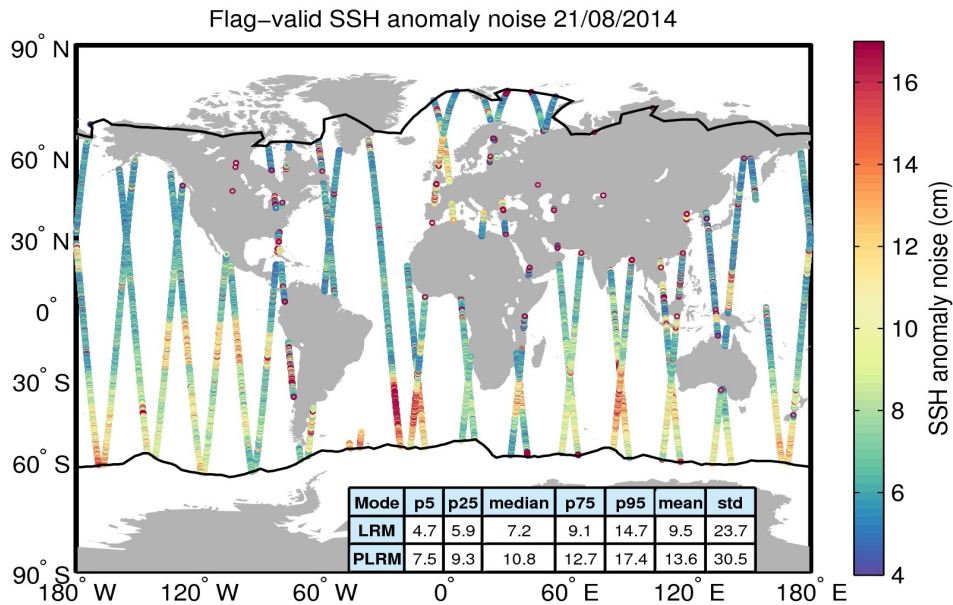 Flag−valid SSH anomaly noise 21/08/2014
90° N
60° N
30° N
0°
30° S
60° S
90° S
180° W
120° W
60° W
0°
60° E
120° E
180° E
16
14
12
10
8
6
4
SSH anomaly noise (cm)
Mode p5 p25 median p75 p95 mean std
LRM 4.7 5.9 7.2 9.1 14.7 9.5 23.7
PLRM 7.5 9.3 10.8 12.7 17.4 13.6 30.5